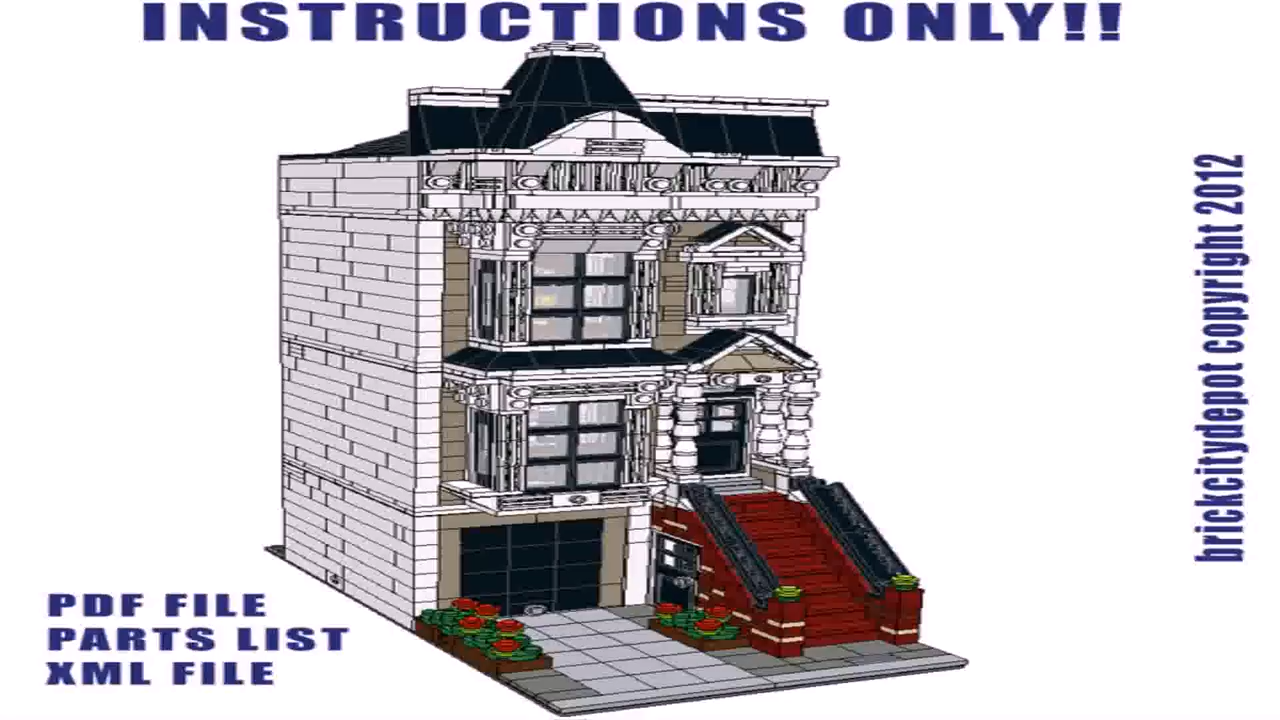 INSTRUCTIONS ONLY!!
brickcitydepot copyright 2012
PDF FILE
PARTS LIST
XML FILE